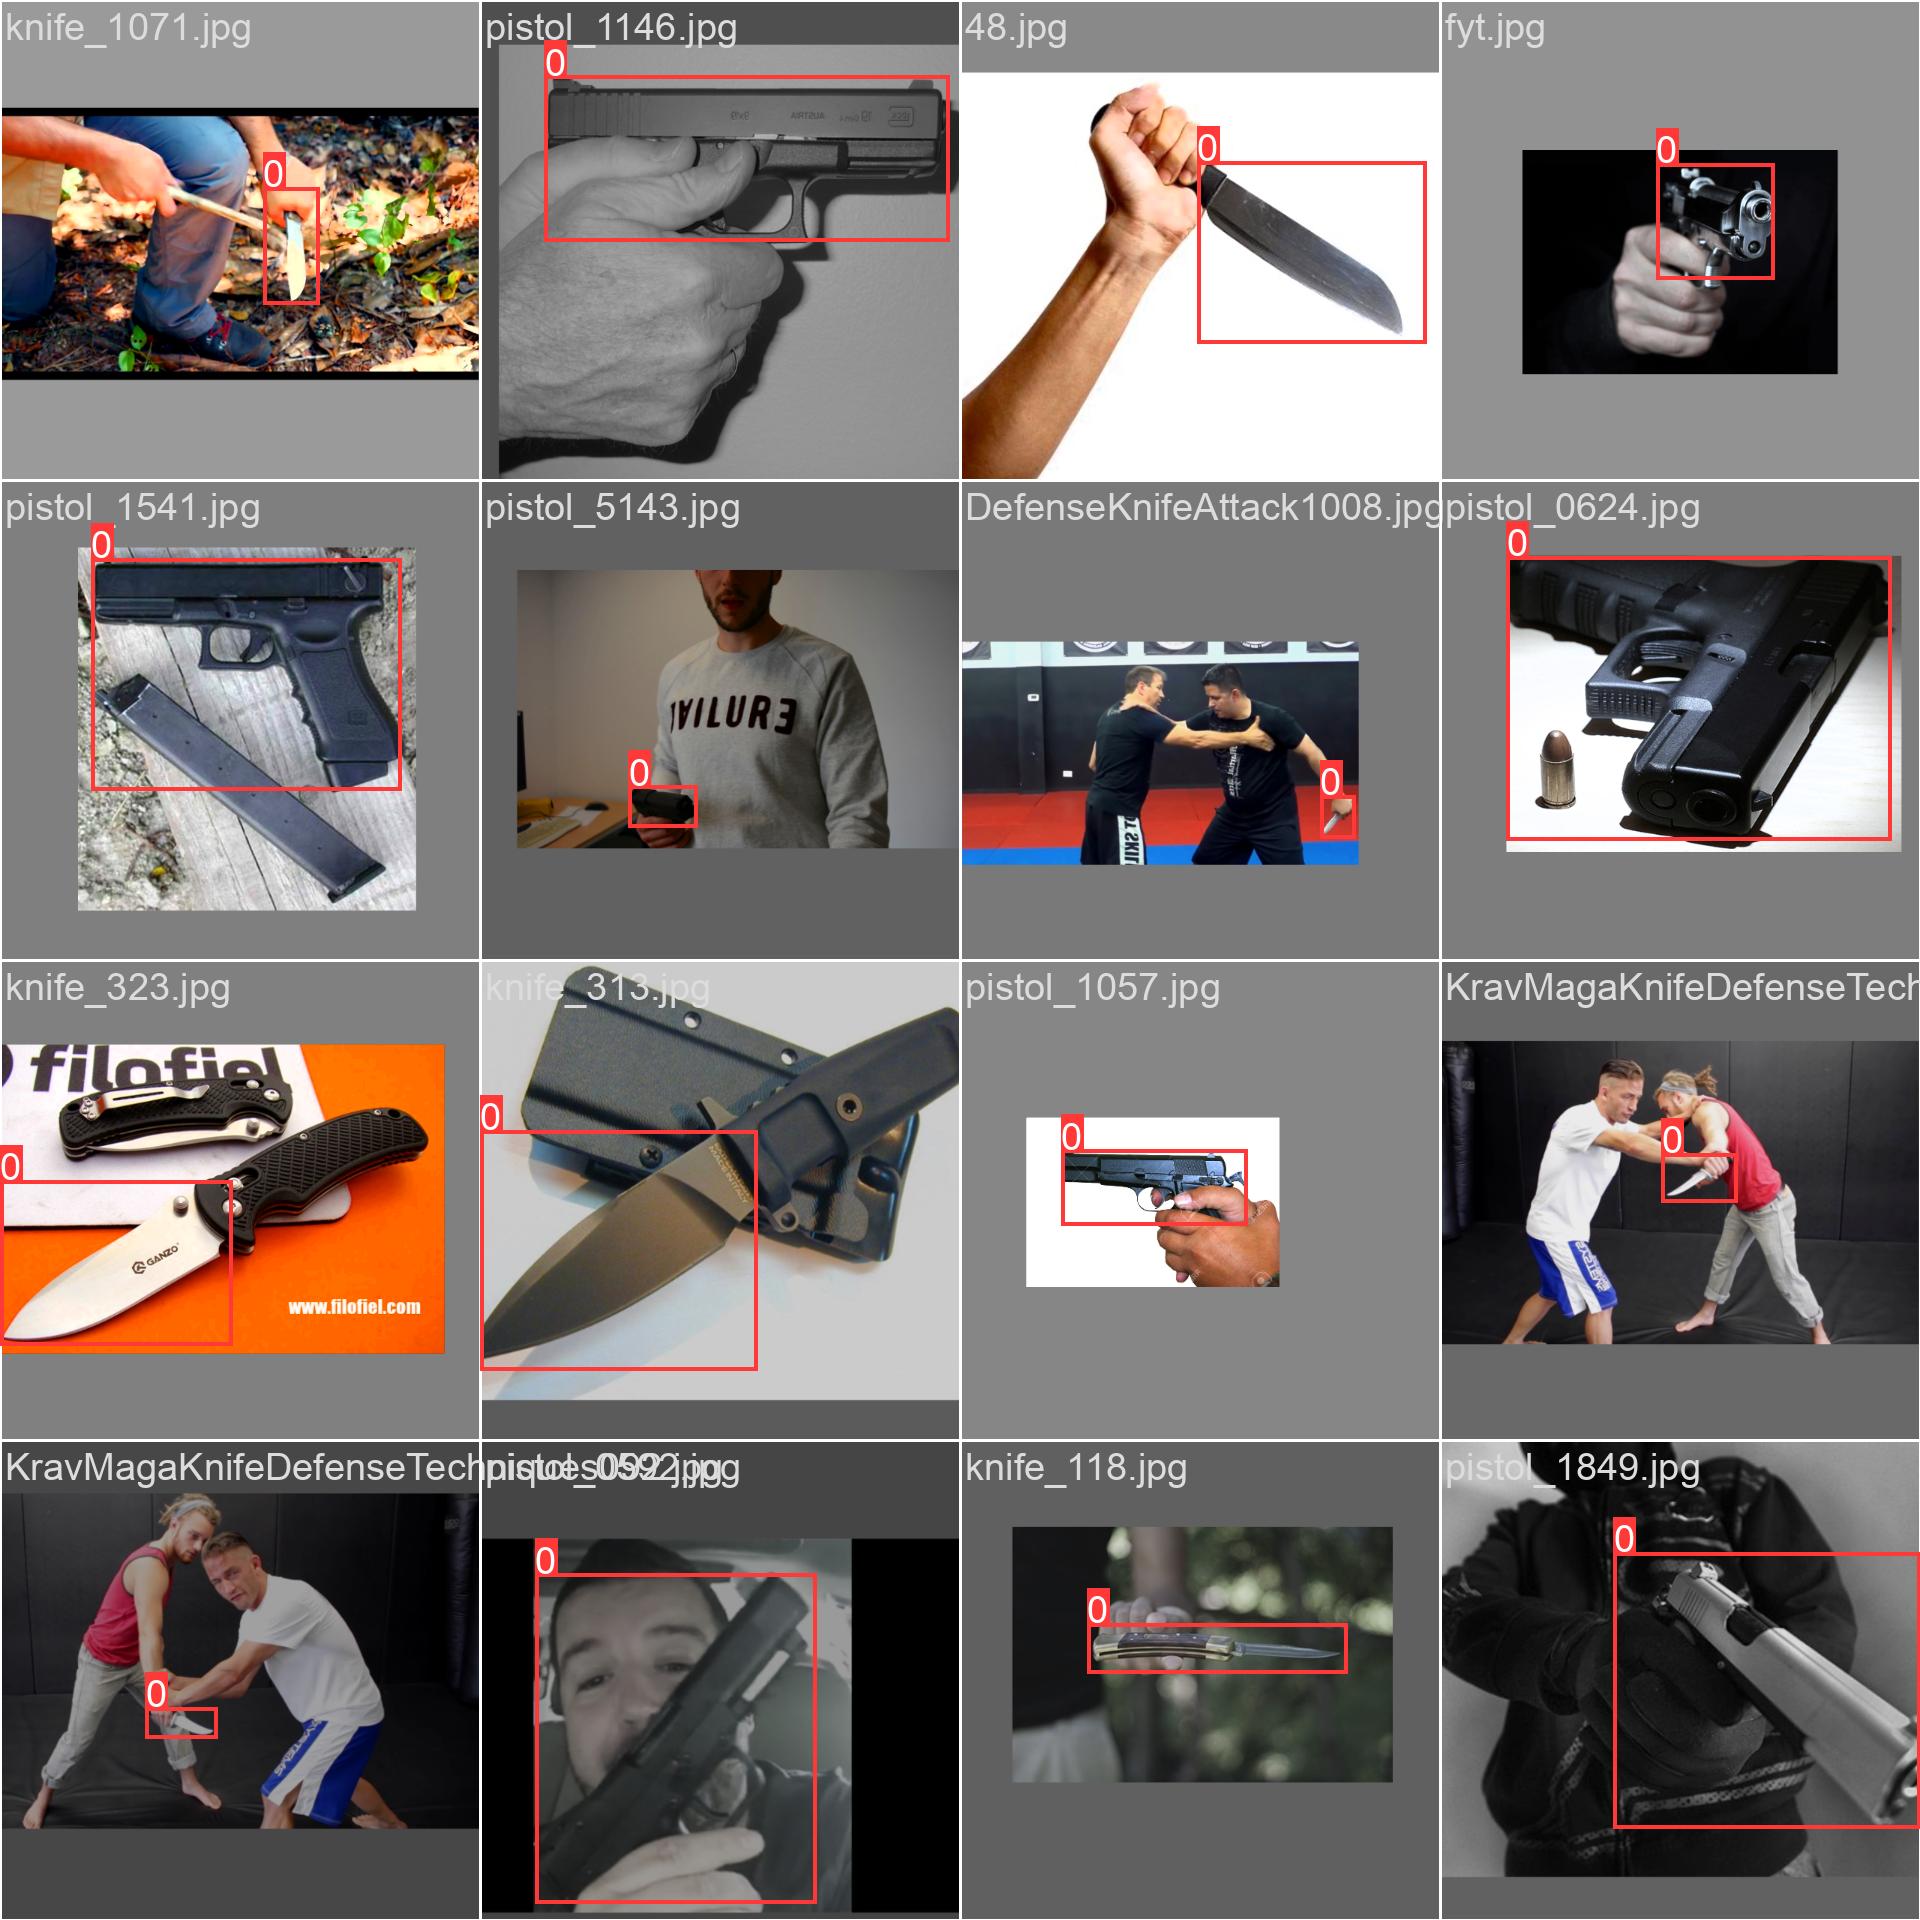 knife_1071.jpg
pistol_1146.jpg
48.jpg
fyt.jpg
0
0
0
0
AUSTRIA
pistol_1541.jpg
pistol_5143.jpg
DefenseKnifeAttack1008.jpg
pistol_0624.jpg
0
0
0
0
FAILURE
knife_323.jpg
knife_313.jpg
pistol_1057.jpg
KravMagaKnifeDefenseTech
filofiel
0
0
0
0
GANZO
www.filofiel.com
KravMagaKnifeDefenseTechniques
pistol_0592.jpg
knife_118.jpg
pistol_1849.jpg
0
0
0
0